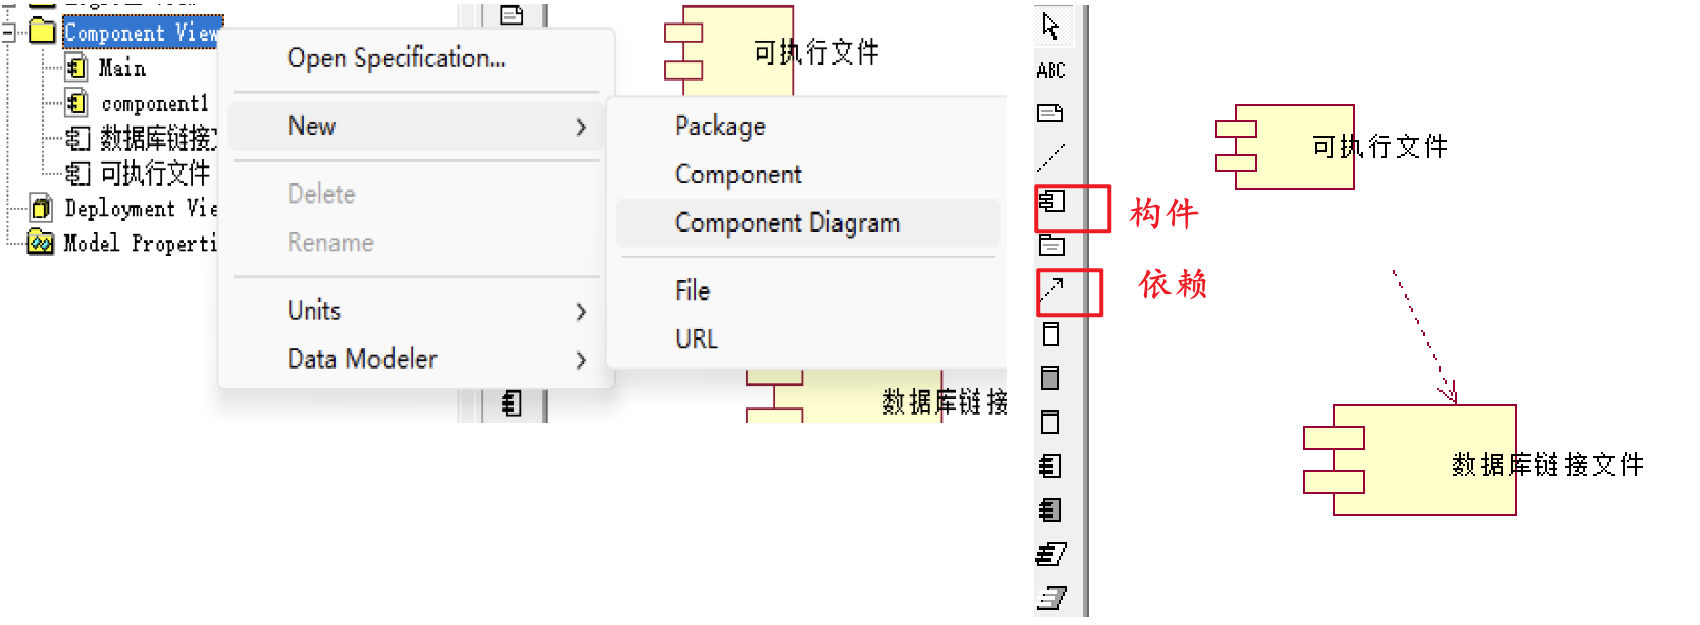 Component View
Main
component1
数据库链接
可执行文件
Deployment Vie
Model Properti
Open Specification...
New
Delete
Rename
Units
Data Modeler
Package
Component
Component Diagram
File
URL
可执行文件
数据库链接
ABC
构件
依赖
可执行文件
数据库链接文件